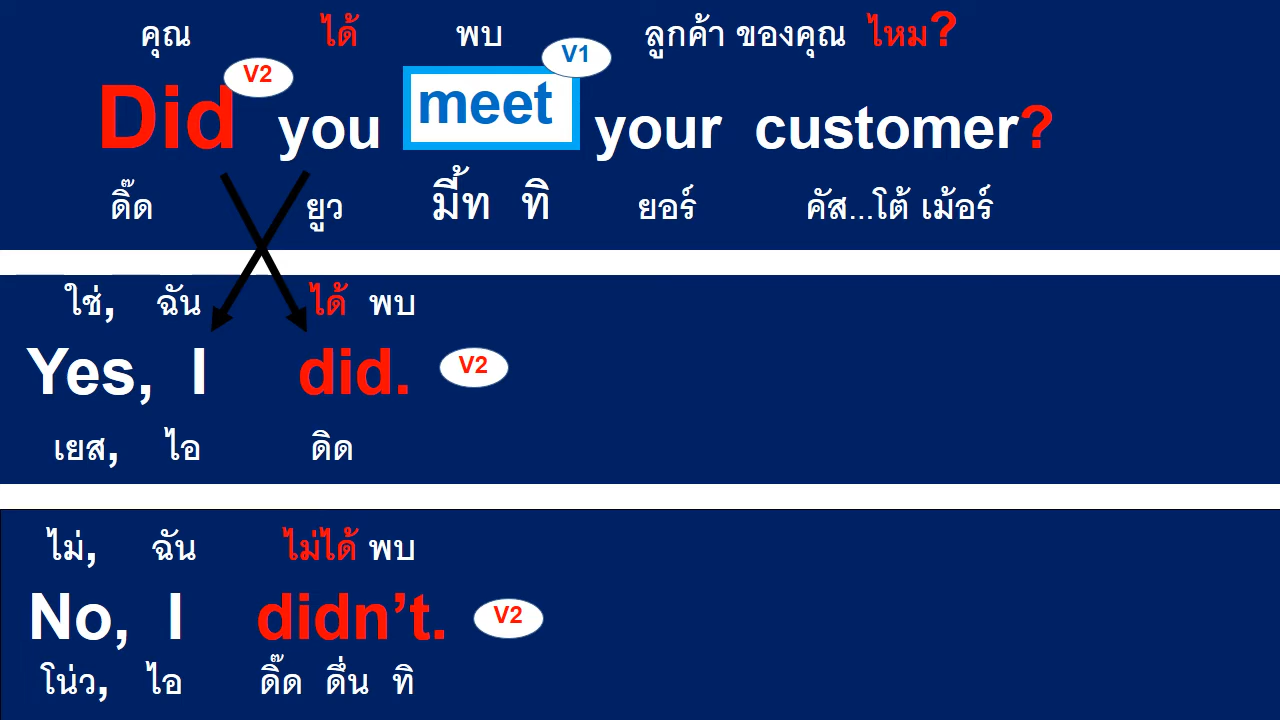 คุณ ได้ พบ ลูกค้า ของคุณ ไหม?
Did V2 you meet V1 your customer?
ดิ๊ด ยูว มี้ท ทิ ยอร์ คัส...โต้ เม้อร์
ใช่, ฉัน ได้ พบ
Yes, I did. V2
เยส, ไอ ดิด
ไม่, ฉัน ไม่ได้ พบ
No, I didn’t. V2
โน่ว, ไอ ดิ๊ด ดึ่น ทิ